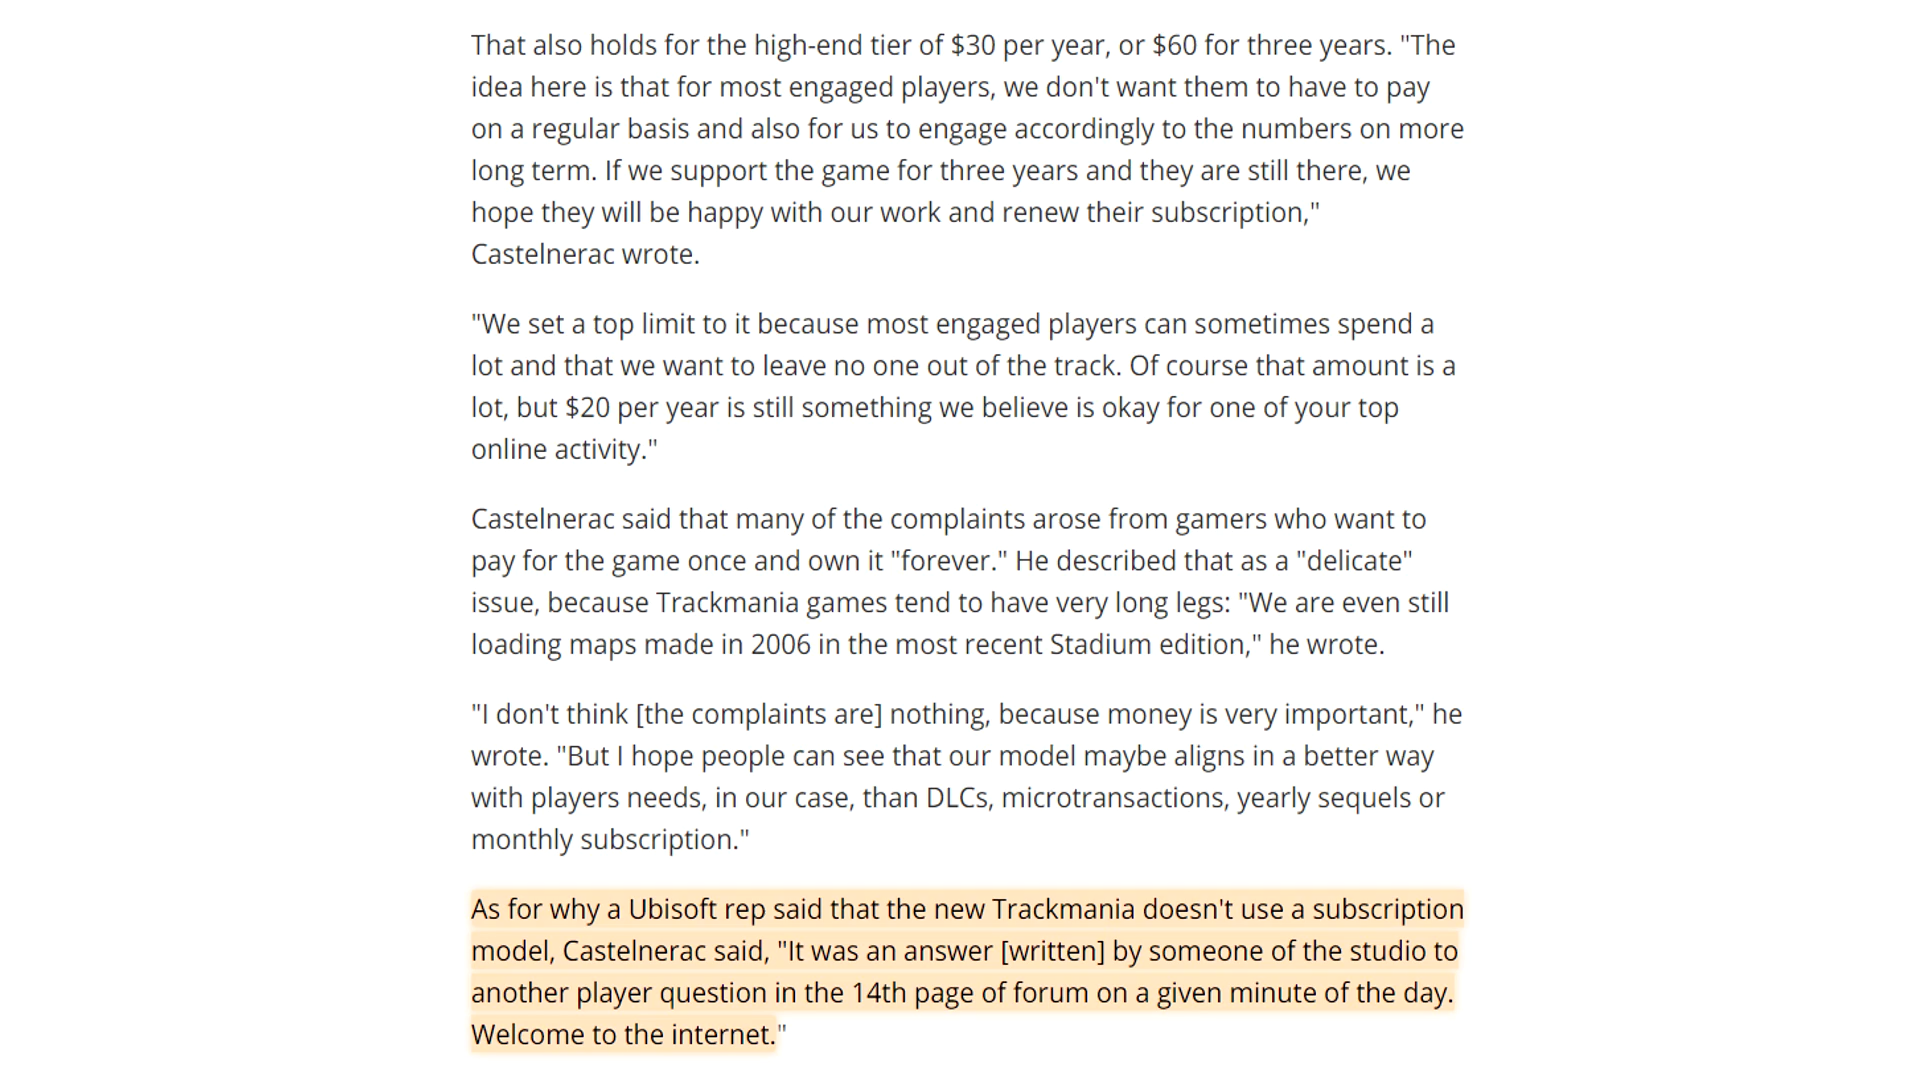 That also holds for the high-end tier of $30 per year, or $60 for three years. "The
idea here is that for most engaged players, we don't want them to have to pay
on a regular basis and also for us to engage accordingly to the numbers on more
long term. If we support the game for three years and they are still there, we
hope they will be happy with our work and renew their subscription,"
Castelnerac wrote.
"We set a top limit to it because most engaged players can sometimes spend a
lot and that we want to leave no one out of the track. Of course that amount is a
lot, but $20 per year is still something we believe is okay for one of your top
online activity."
Castelnerac said that many of the complaints arose from gamers who want to
pay for the game once and own it "forever." He described that as a "delicate"
issue, because Trackmania games tend to have very long legs: "We are even still
loading maps made in 2006 in the most recent Stadium edition," he wrote.
"I don't think [the complaints are] nothing, because money is very important," he
wrote. "But I hope people can see that our model maybe aligns in a better way
with players needs, in our case, than DLCs, microtransactions, yearly sequels or
monthly subscription."
As for why a Ubisoft rep said that the new Trackmania doesn't use a subscription
model, Castelnerac said, "It was an answer [written] by someone of the studio to
another player question in the 14th page of forum on a given minute of the day.
Welcome to the internet."